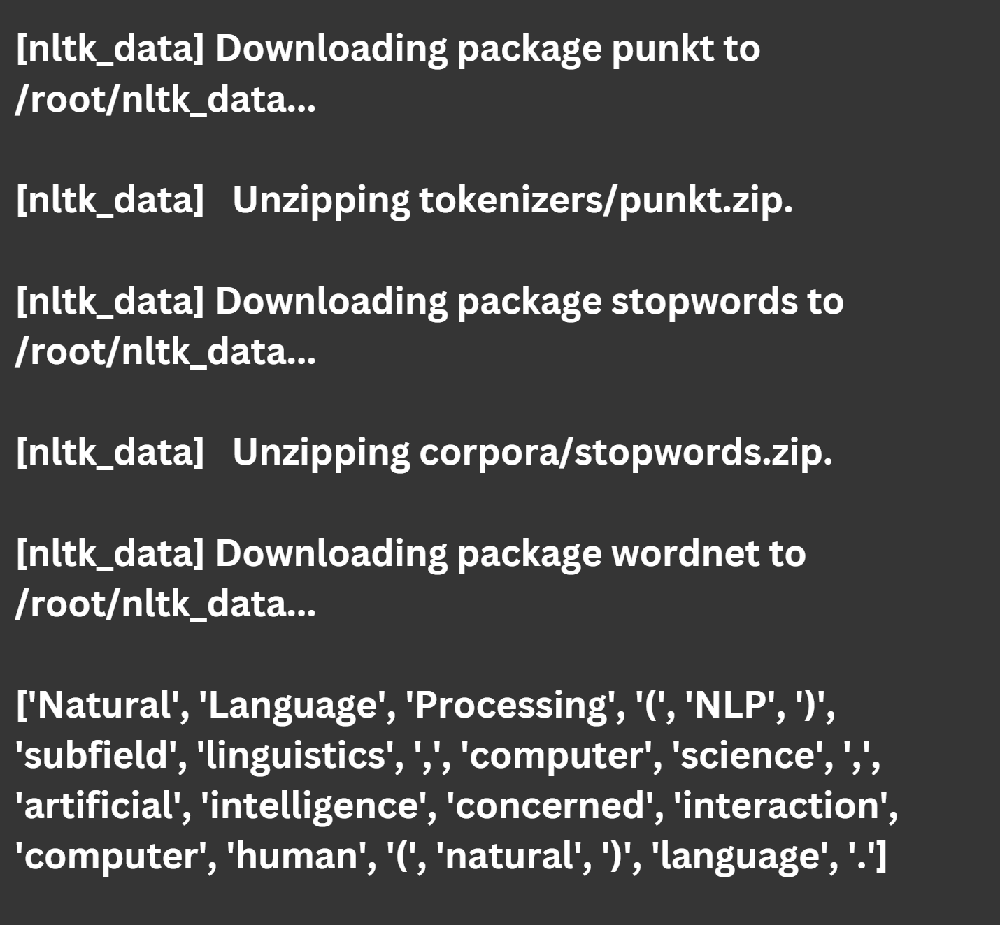 [nltk_data] Downloading package punkt to
/root/nltk_data...
[nltk_data]   Unzipping tokenizers/punkt.zip.
[nltk_data] Downloading package stopwords to
/root/nltk_data...
[nltk_data]   Unzipping corpora/stopwords.zip.
[nltk_data] Downloading package wordnet to
/root/nltk_data...
['Natural', 'Language', 'Processing', '(', 'NLP', ')',
'subfield', 'linguistics', ',', 'computer', 'science', ',',
'artificial', 'intelligence', 'concerned', 'interaction',
'computer', 'human', '(', 'natural', ')', 'language', '.']